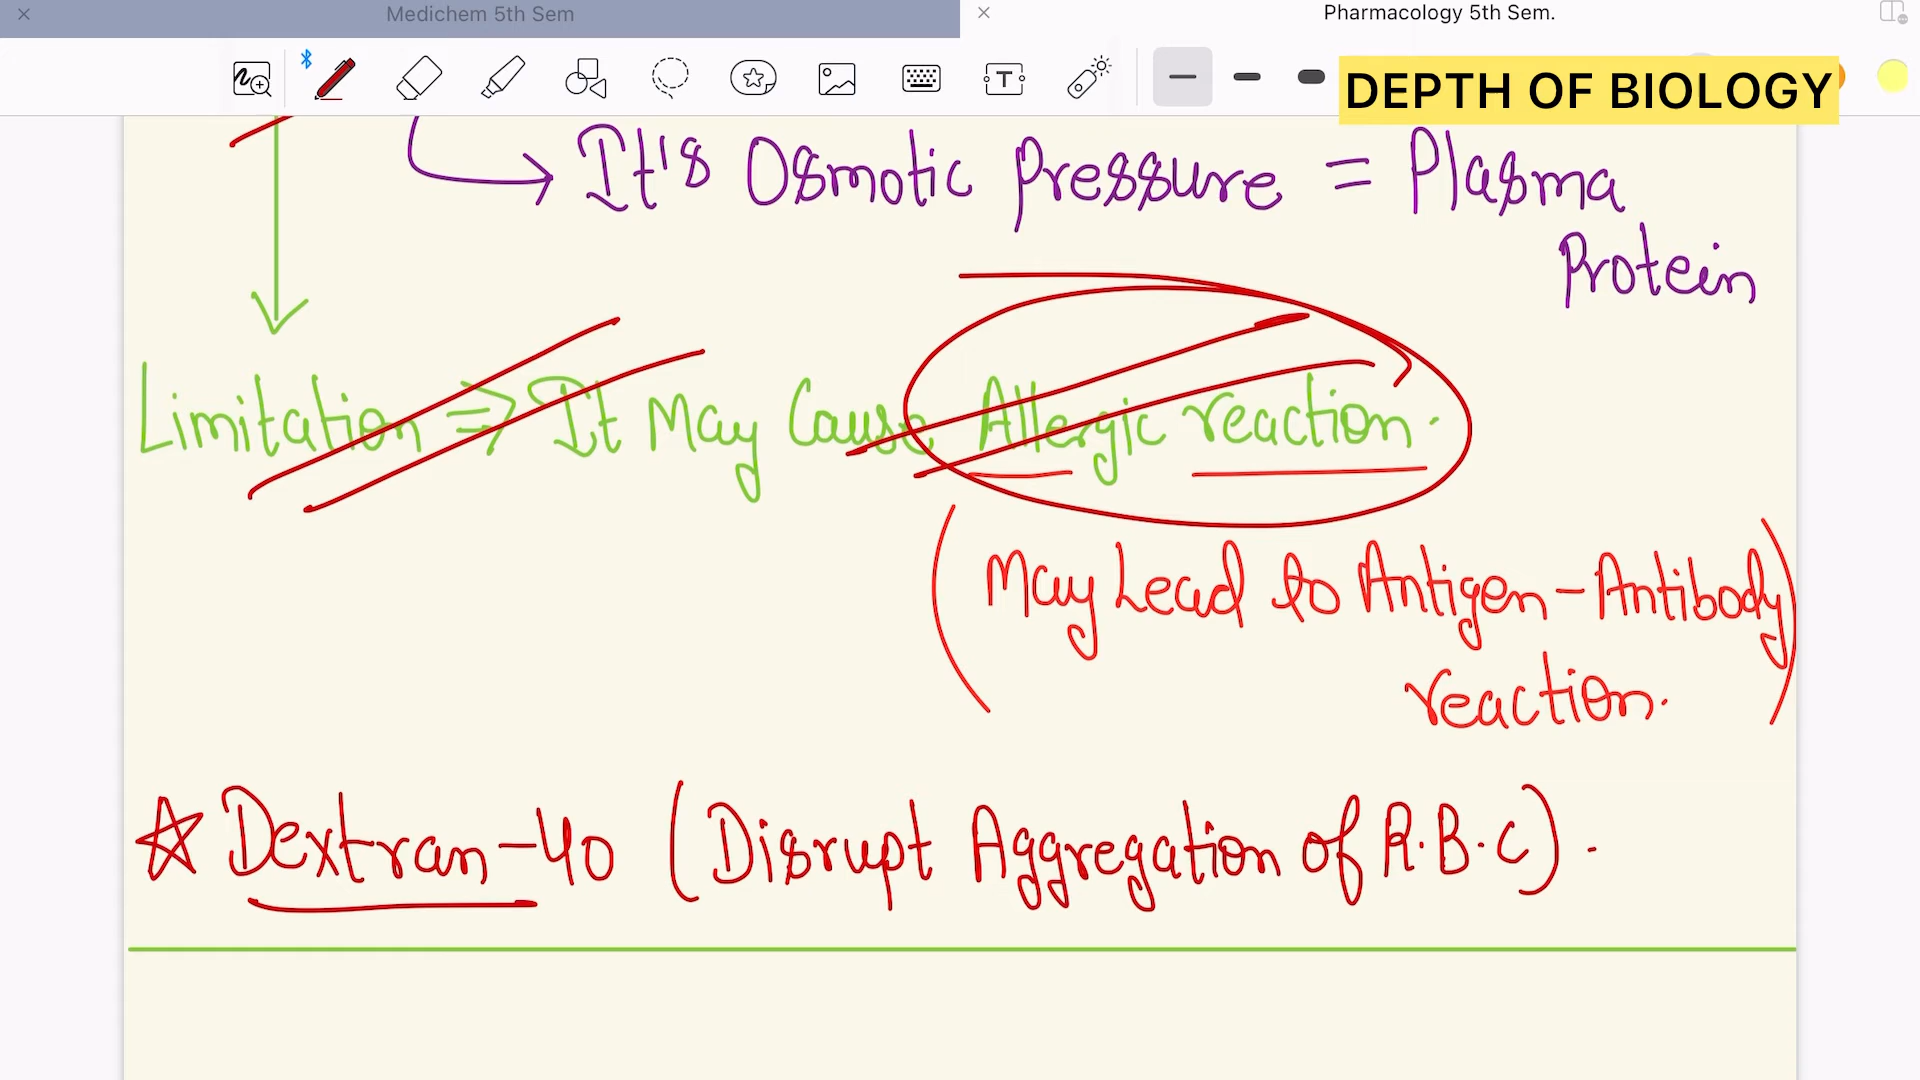 Medichem 5th Sem
Pharmacology 5th Sem.
DEPTH OF BIOLOGY
It's Osmotic Pressure = Plasma
Protein
Limitation ⇒ It May Cause Allergic reaction.
(May Lead to Antigen-Antibody
reaction.)
☆ Dextran-40 (Disrupt Aggregation of R.B.C).